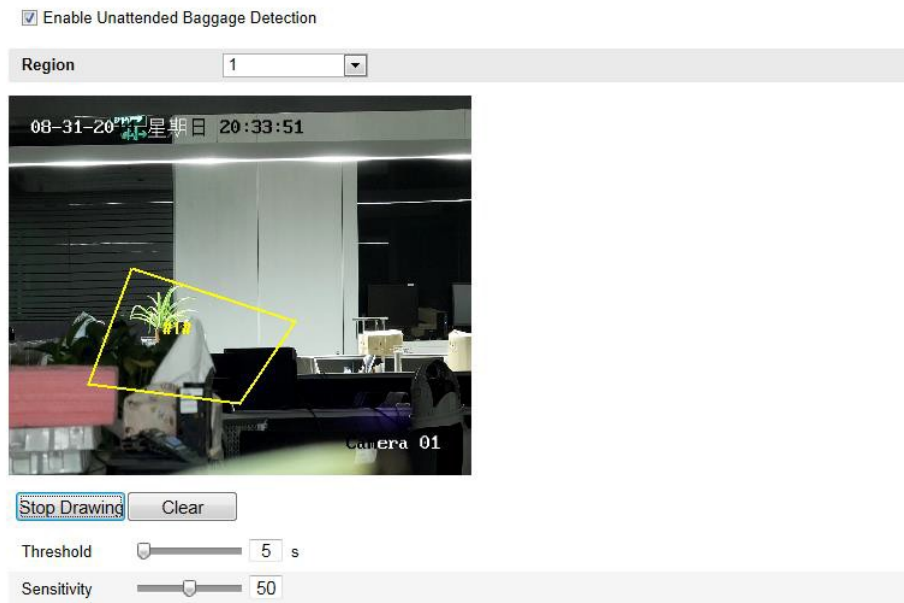 Enable Unattended Baggage Detection
Region 1
08-31-20 星期日 20:33:51
#1#
Camera 01
Stop Drawing Clear
Threshold 5 s
Sensitivity 50